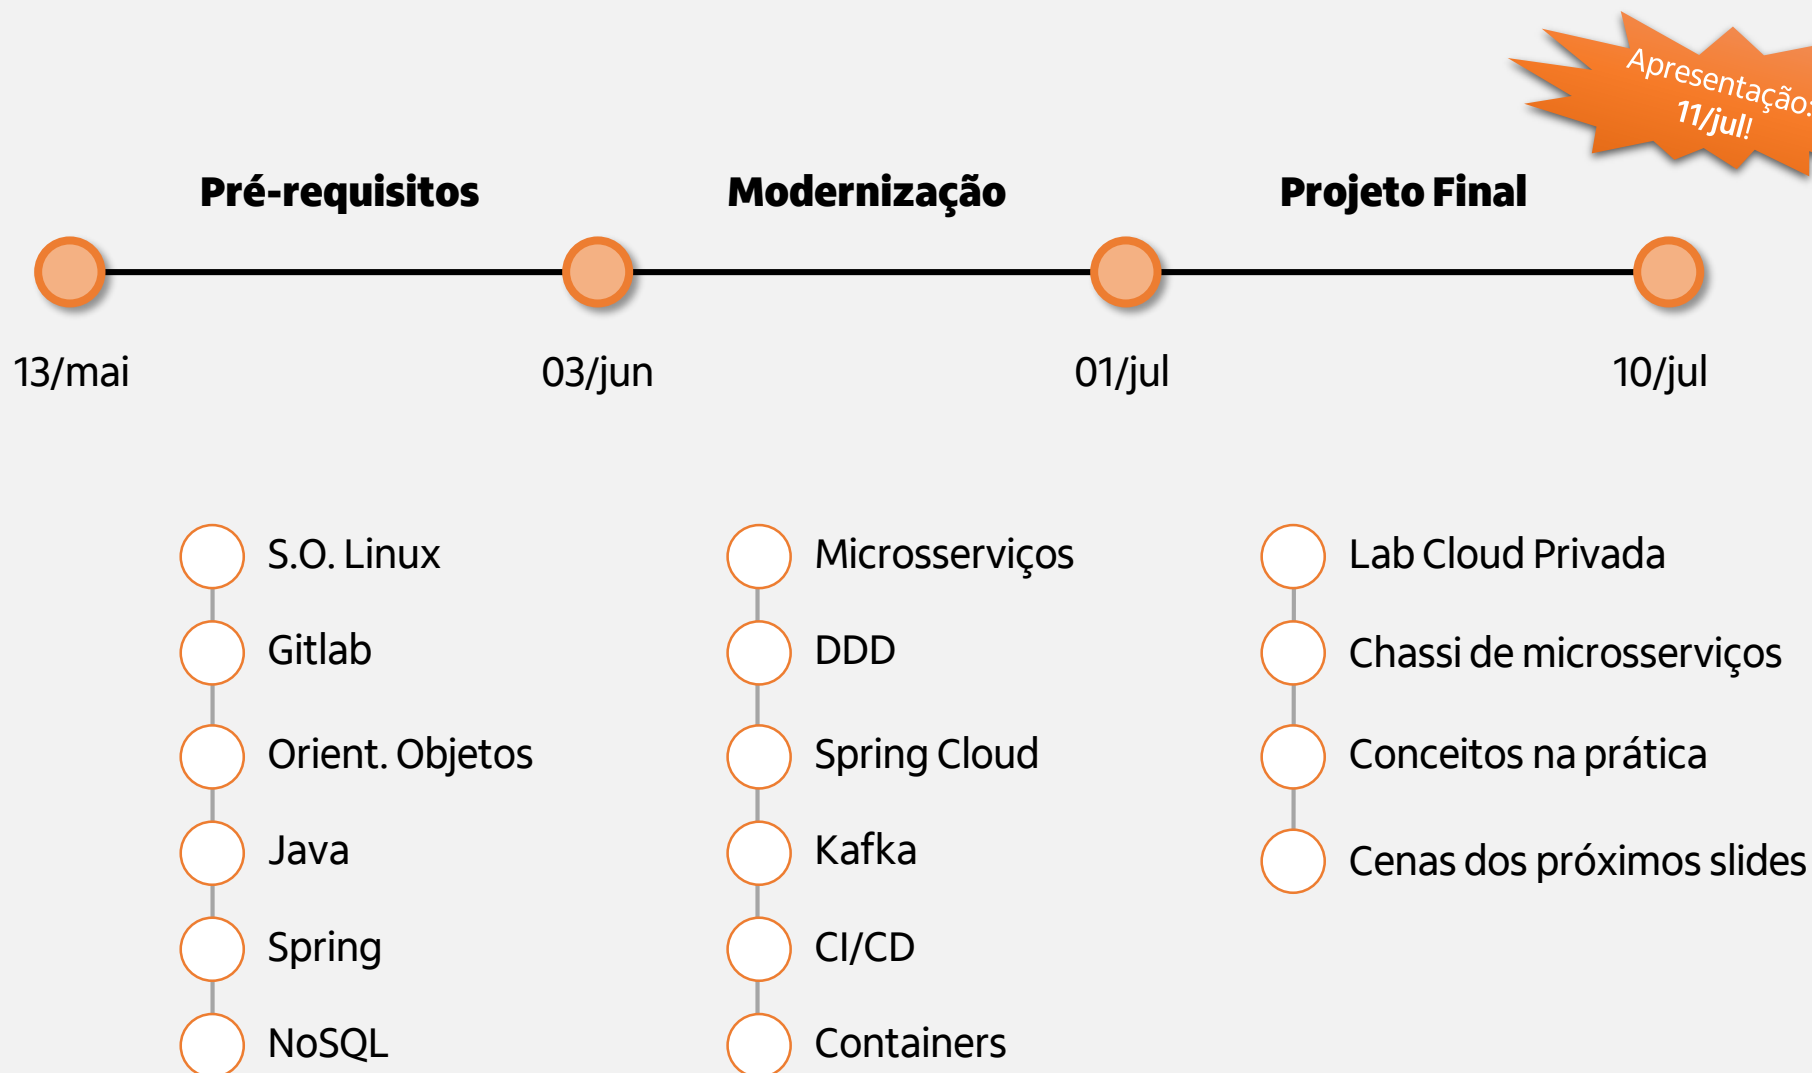 Apresentação:
11/jul!
Pré-requisitos
Modernização
Projeto Final
13/mai
03/jun
01/jul
10/jul
S.O. Linux
Gitlab
Orient. Objetos
Java
Spring
NoSQL
Microsserviços
DDD
Spring Cloud
Kafka
CI/CD
Containers
Lab Cloud Privada
Chassi de microsserviços
Conceitos na prática
Cenas dos próximos slides